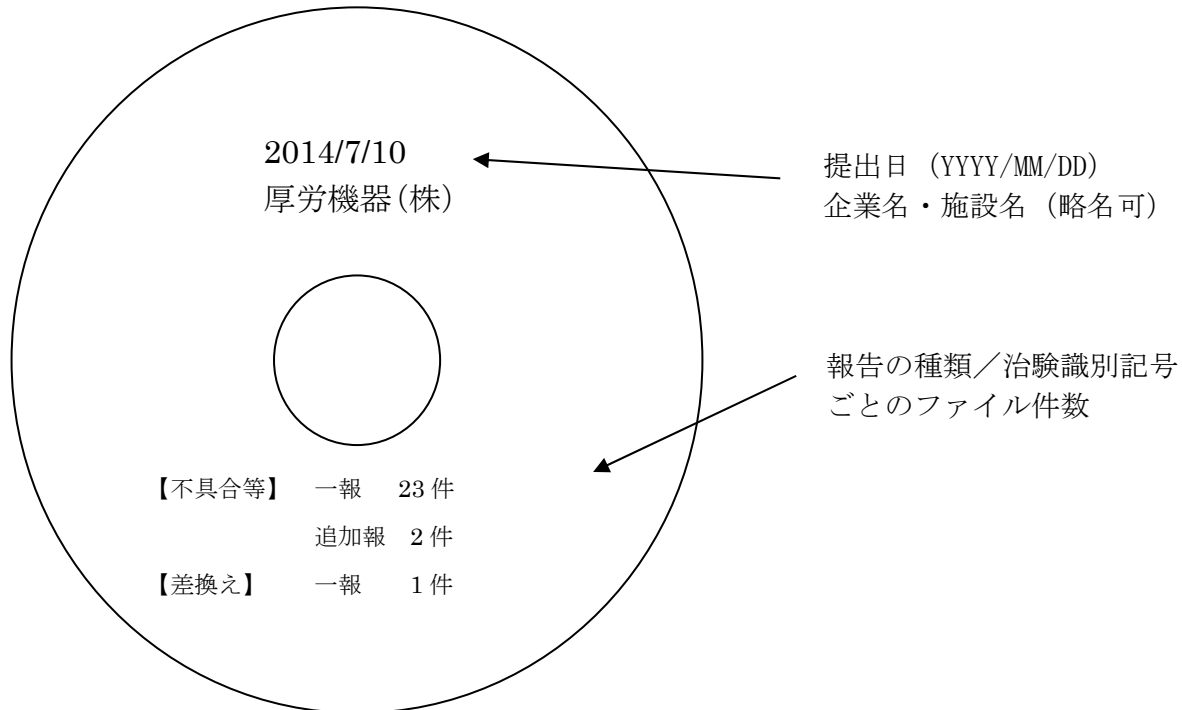 2014/7/10
厚労機器(株)
提出日（YYYY/MM/DD）
企業名・施設名（略名可）
報告の種類／治験識別記号
ごとのファイル件数
【不具合等】 一報 23件
追加報 2件
【差換え】 一報 1件